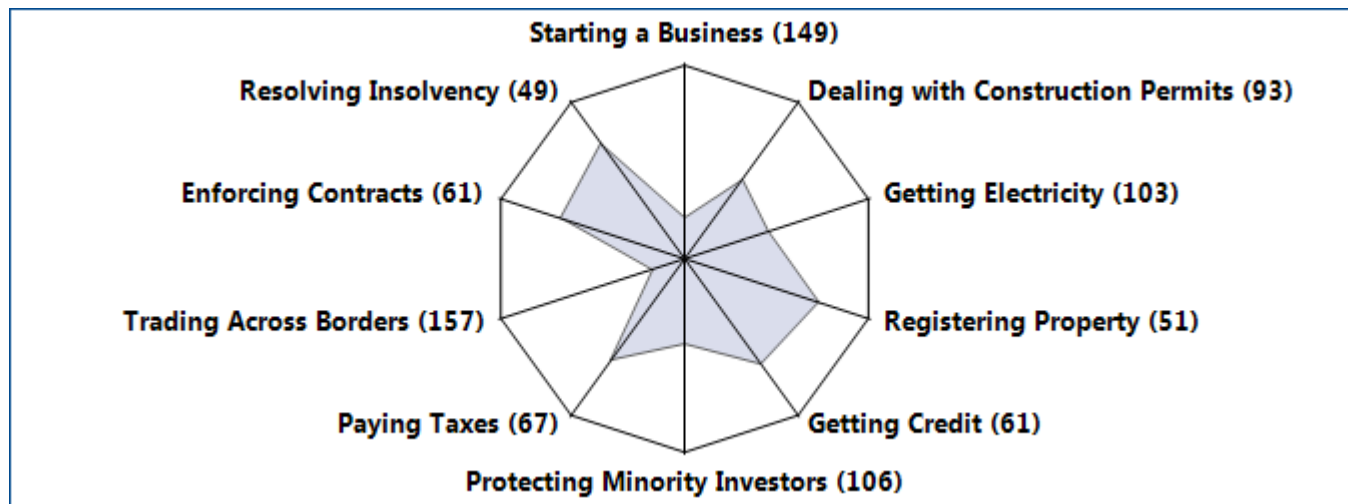 Starting a Business (149)
Resolving Insolvency (49)
Dealing with Construction Permits (93)
Enforcing Contracts (61)
Getting Electricity (103)
Trading Across Borders (157)
Registering Property (51)
Paying Taxes (67)
Getting Credit (61)
Protecting Minority Investors (106)